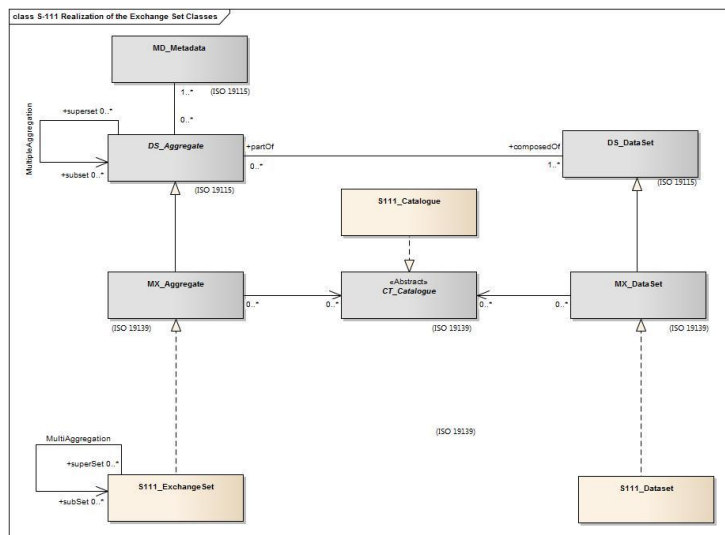 class S-111 Realization of the Exchange Set Classes
MD_Metadata
1..*
(ISO 19115)
+superset 0..*
0..*
MultipleAggregation
DS_Aggregate
+partOf
+composedOf
DS_DataSet
0..*
1..*
+subset 0..*
(ISO 19115)
(ISO 19115)
S111_Catalogue
MX_Aggregate
«Abstract»
CT_Catalogue
MX_DataSet
0..*
0..*
0..*
0..*
(ISO 19139)
(ISO 19139)
(ISO 19139)
MultiAggregation
(ISO 19139)
+superSet 0..*
S111_ExchangeSet
S111_Dataset
+subSet 0..*